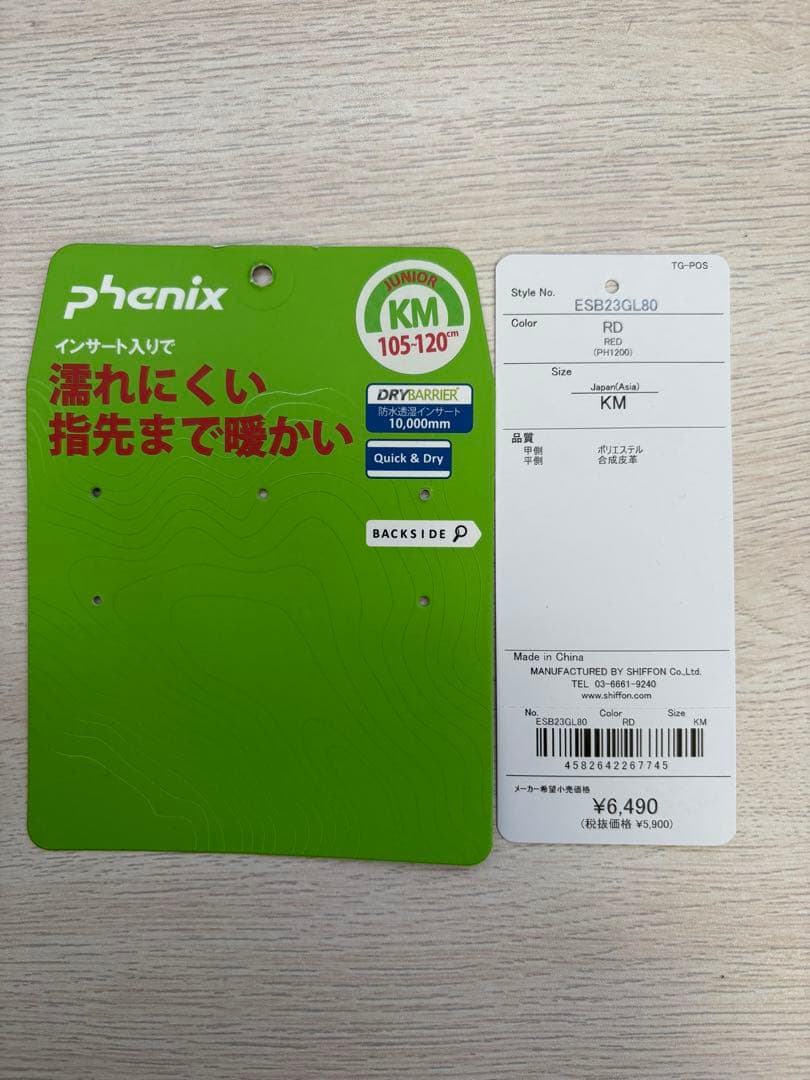 phenix
JUNIOR
KM
105~120cm
インサート入りで
濡れにくい
指先まで暖かい
DRYBARRIER
防水透湿インサート
10,000mm
Quick & Dry
BACKSIDE
TG-POS
Style No.
ESB23GL80
Color
RD
RED
(PH1200)
Size
Japan(Asia)
KM
品質
甲側 ポリエステル
平側 合成皮革
Made in China
MANUFACTURED BY SHIFFON Co.,Ltd.
TEL 03-6661-9240
www.shiffon.com
No. Color Size
ESB23GL80 RD KM
4582642267745
メーカー希望小売価格
¥6,490
(税抜価格 ¥5,900)